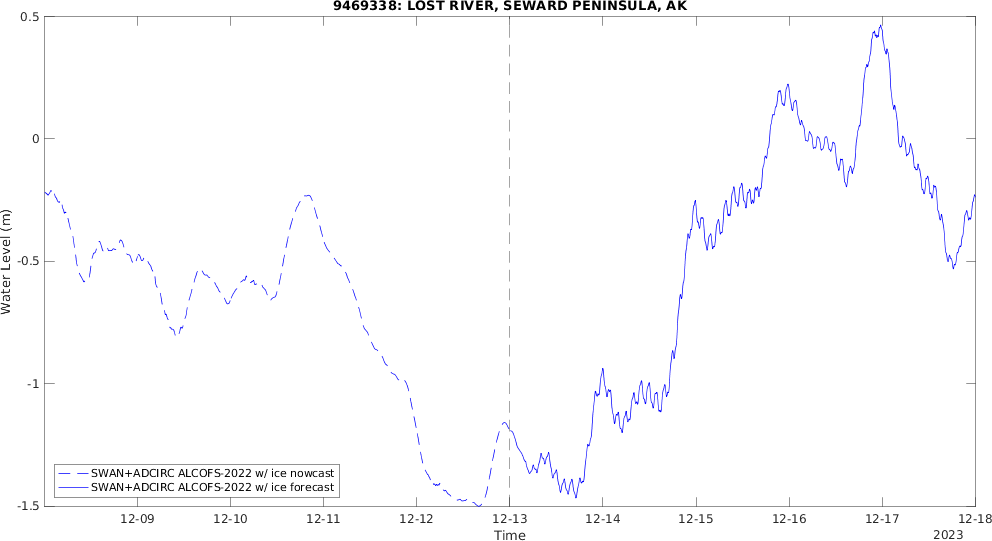 9469338: LOST RIVER, SEWARD PENINSULA, AK
0.5
0
-0.5
-1
-1.5
Water Level (m)
SWAN+ADCIRC ALCOFS-2022 w/ ice nowcast
SWAN+ADCIRC ALCOFS-2022 w/ ice forecast
12-09 12-10 12-11 12-12 12-13 12-14 12-15 12-16 12-17 12-18
Time
2023